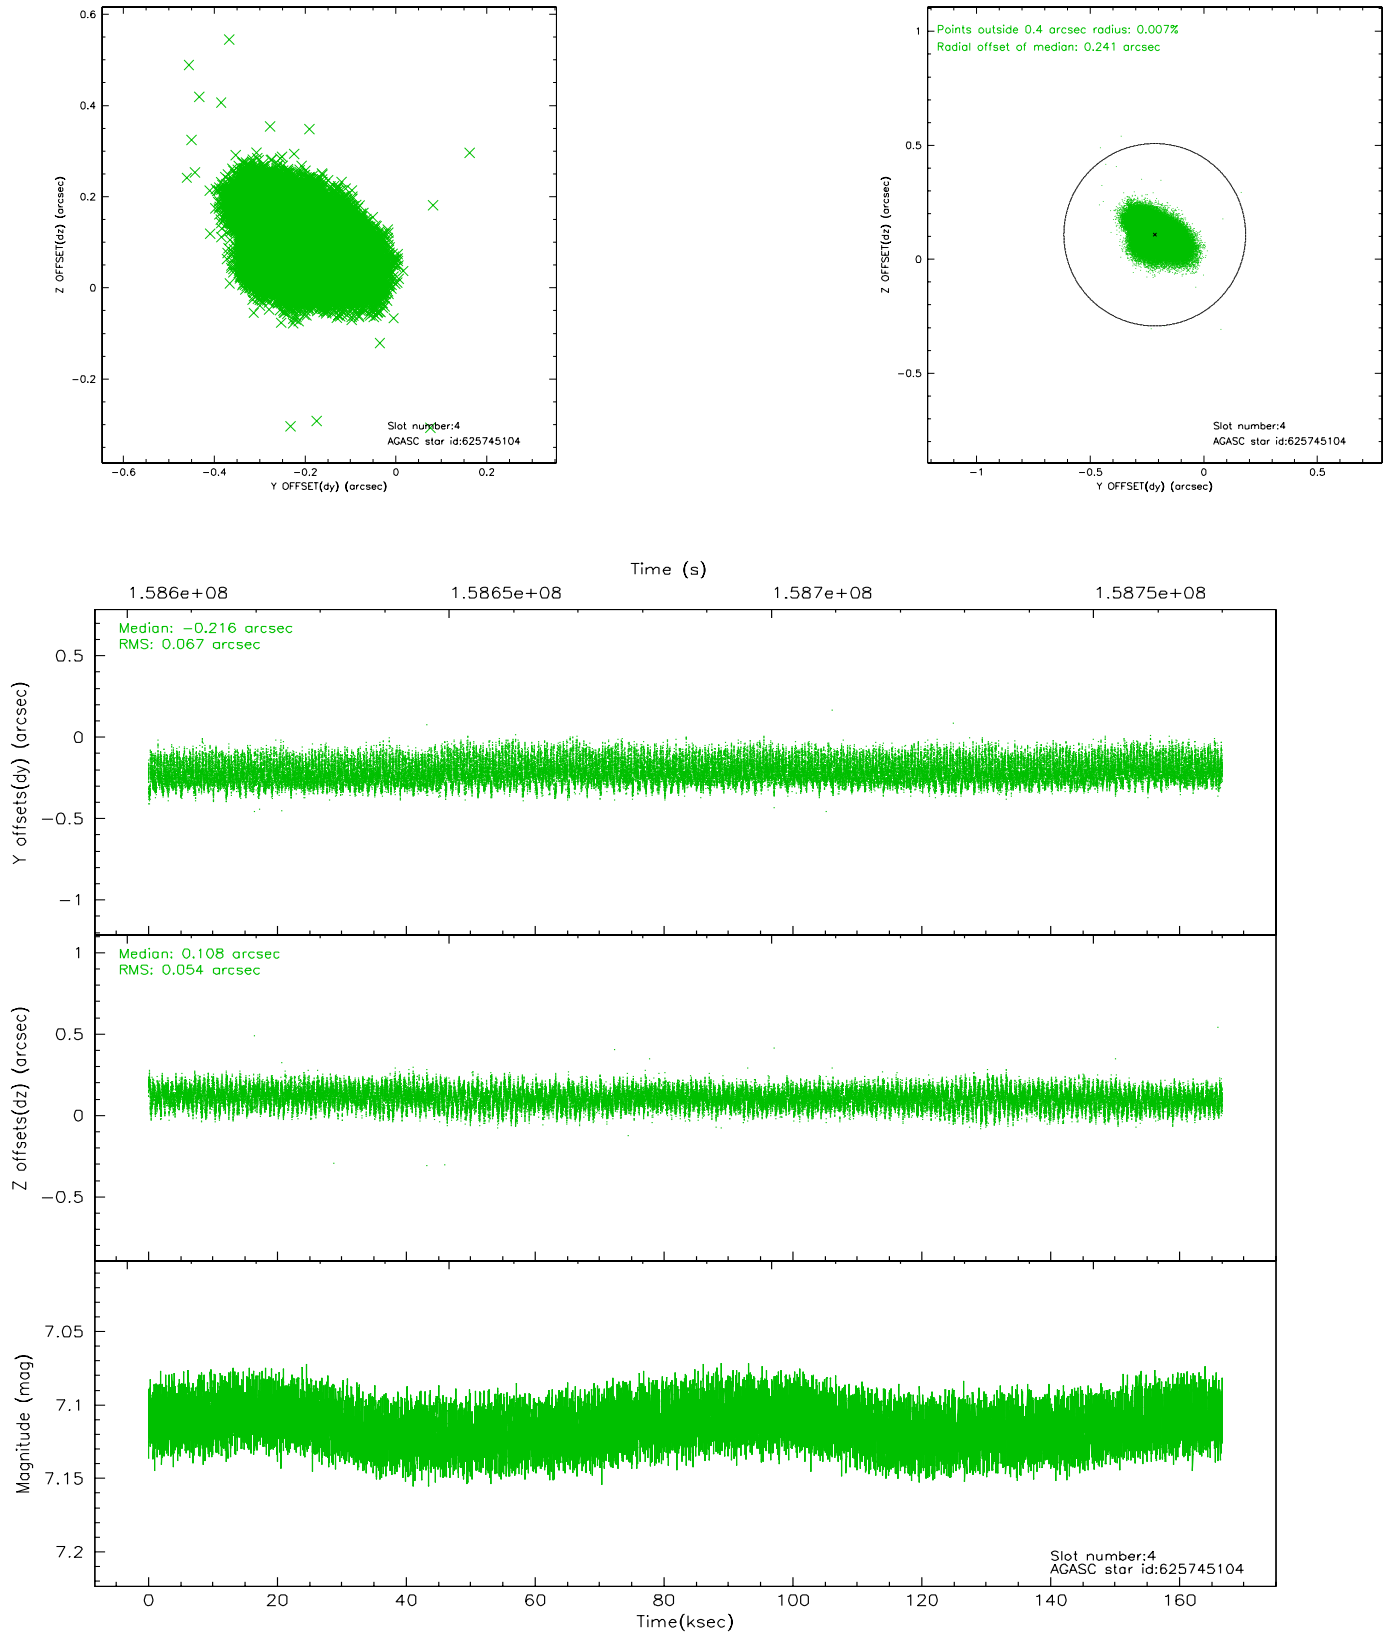 0.6
0.4
0.2
0
−0.2
Z OFFSET(dz) (arcsec)
Slot number:4
AGASC star id:625745104
−0.6 −0.4 −0.2 0 0.2
Y OFFSET(dy) (arcsec)
Points outside 0.4 arcsec radius: 0.007%
Radial offset of median: 0.241 arcsec
1
0.5
0
−0.5
Z OFFSET(dz) (arcsec)
Slot number:4
AGASC star id:625745104
−1 −0.5 0 0.5
Y OFFSET(dy) (arcsec)
Time (s)
1.586e+08 1.5865e+08 1.587e+08 1.5875e+08
Median: −0.216 arcsec
RMS: 0.067 arcsec
0.5
0
−0.5
−1
Y offsets(dy) (arcsec)
Median: 0.108 arcsec
RMS: 0.054 arcsec
1
0.5
0
−0.5
Z offsets(dz) (arcsec)
7.05
7.1
7.15
7.2
Magnitude (mag)
Slot number:4
AGASC star id:625745104
0 20 40 60 80 100 120 140 160
Time(ksec)